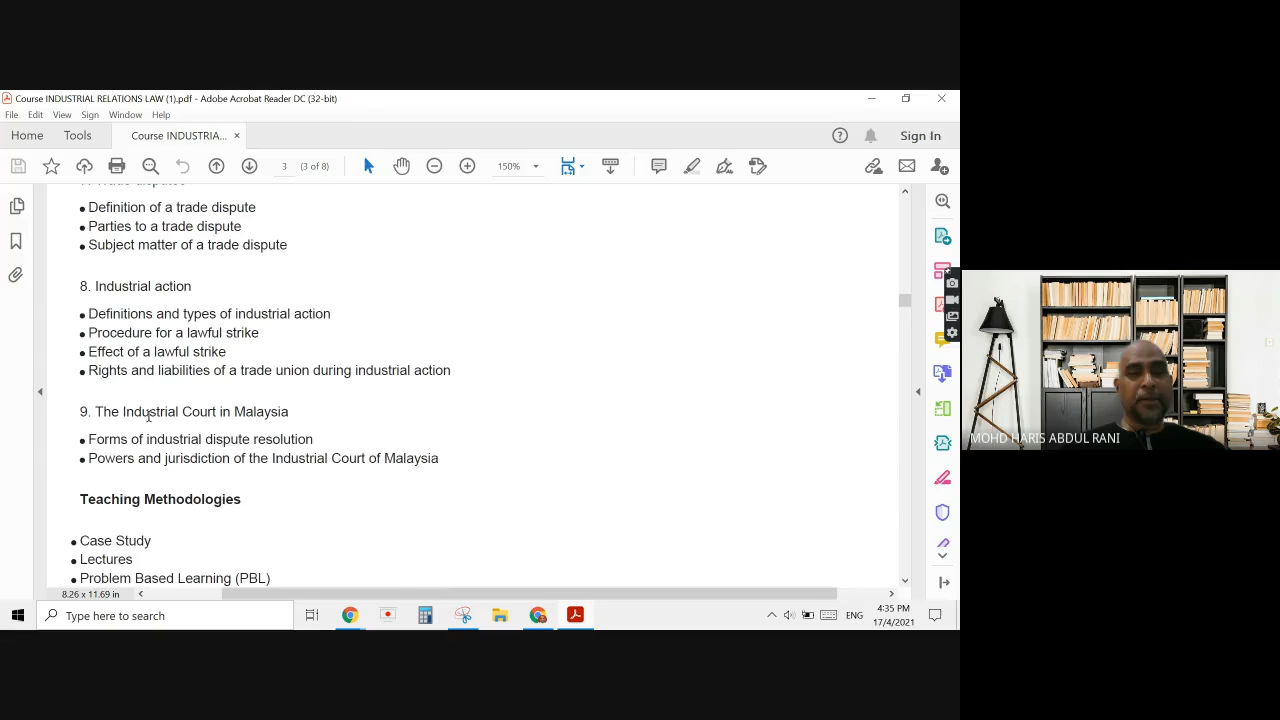 Course INDUSTRIAL RELATIONS LAW (1).pdf - Adobe Acrobat Reader DC (32-bit)
File Edit View Sign Window Help
Home Tools Course INDUSTRIA... × Sign In
3 (3 of 8) 150%
• Definition of a trade dispute
• Parties to a trade dispute
• Subject matter of a trade dispute
8. Industrial action
• Definitions and types of industrial action
• Procedure for a lawful strike
• Effect of a lawful strike
• Rights and liabilities of a trade union during industrial action
9. The Industrial Court in Malaysia
• Forms of industrial dispute resolution
• Powers and jurisdiction of the Industrial Court of Malaysia
Teaching Methodologies
• Case Study
• Lectures
• Problem Based Learning (PBL)
8.26 x 11.69 in
Type here to search
ENG
4:35 PM
17/4/2021
MOHD HARIS ABDUL RANI